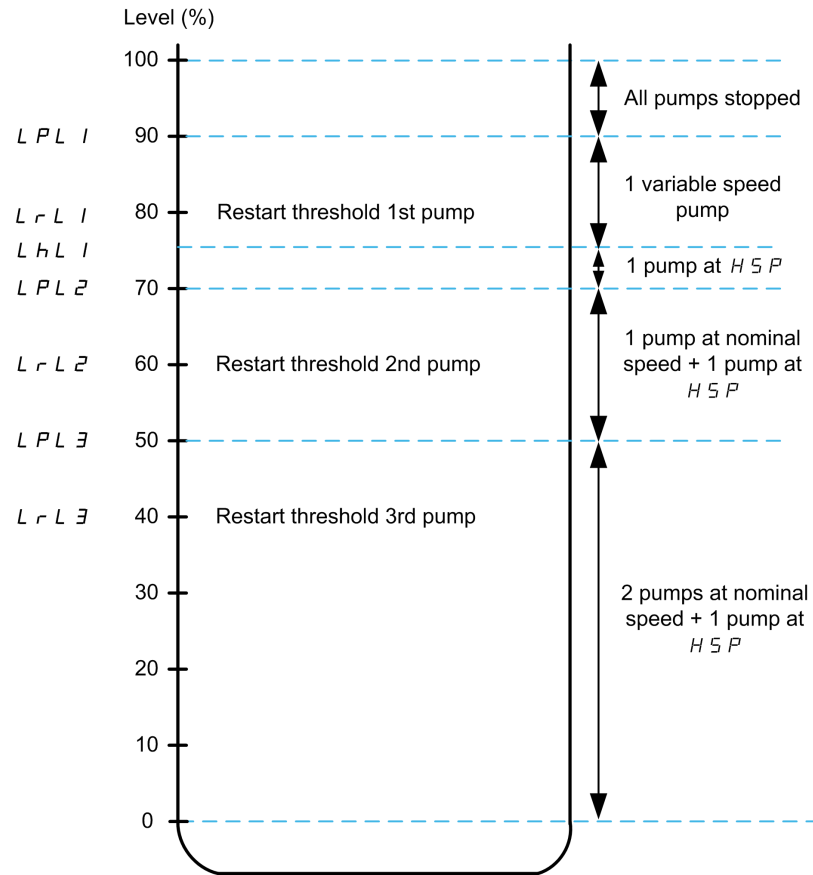 Level (%)
100
All pumps stopped
LPL1 90
1 variable speed
pump
LrL1 80 Restart threshold 1st pump
LhL1
1 pump at HSP
LPL2 70
1 pump at nominal
speed + 1 pump at
HSP
LrL2 60 Restart threshold 2nd pump
LPL3 50
LrL3 40 Restart threshold 3rd pump
30
2 pumps at nominal
speed + 1 pump at
HSP
20
10
0